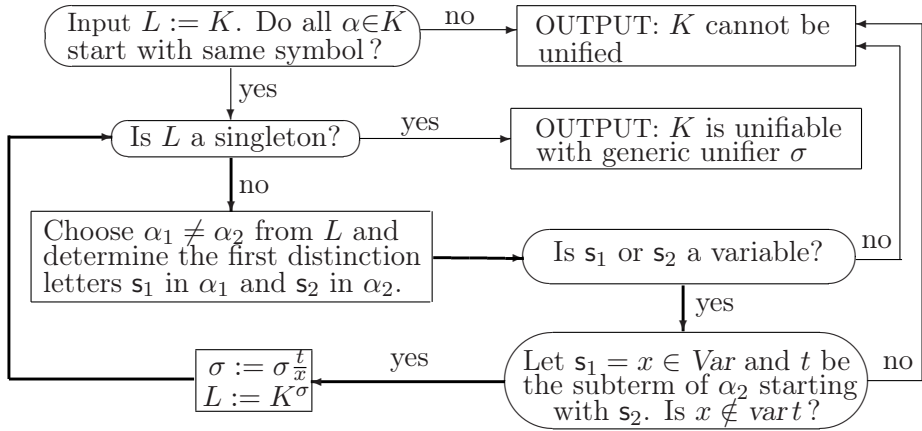 Input L := K. Do all α∈K
start with same symbol?
no
OUTPUT: K cannot be
unified
yes
Is L a singleton?
yes
OUTPUT: K is unifiable
with generic unifier σ
no
Choose α₁ ≠ α₂ from L and
determine the first distinction
letters s₁ in α₁ and s₂ in α₂.
Is s₁ or s₂ a variable?
no
yes
Let s₁ = x ∈ Var and t be
the subterm of α₂ starting
with s₂. Is x ∉ var t?
no
yes
σ := σ t/x
L := K^σ